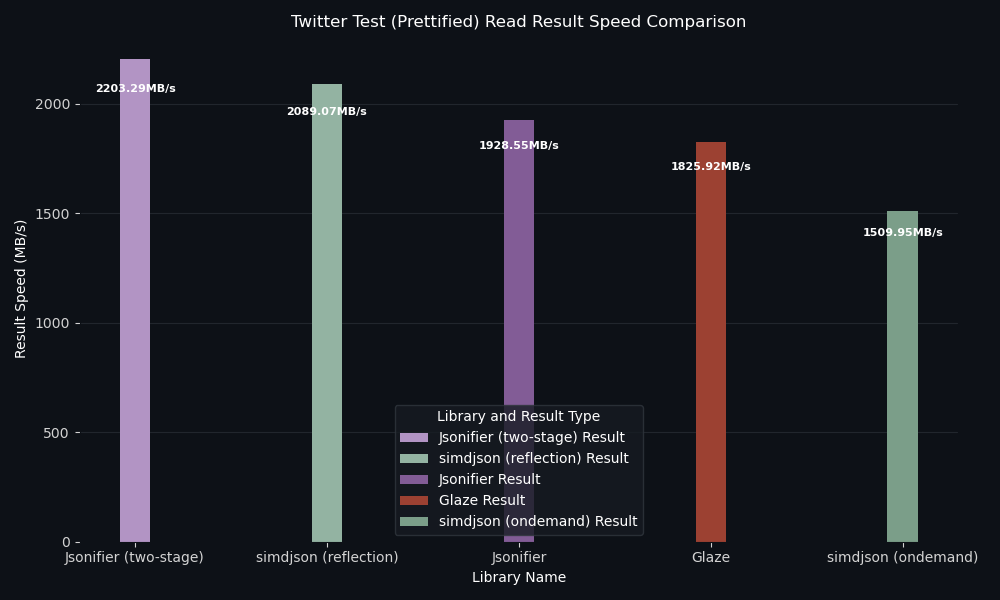 Twitter Test (Prettified) Read Result Speed Comparison
Result Speed (MB/s)
2000
1500
1000
500
0
2203.29MB/s
2089.07MB/s
1928.55MB/s
1825.92MB/s
1509.95MB/s
Library and Result Type
Jsonifier (two-stage) Result
simdjson (reflection) Result
Jsonifier Result
Glaze Result
simdjson (ondemand) Result
Jsonifier (two-stage)
simdjson (reflection)
Jsonifier
Glaze
simdjson (ondemand)
Library Name